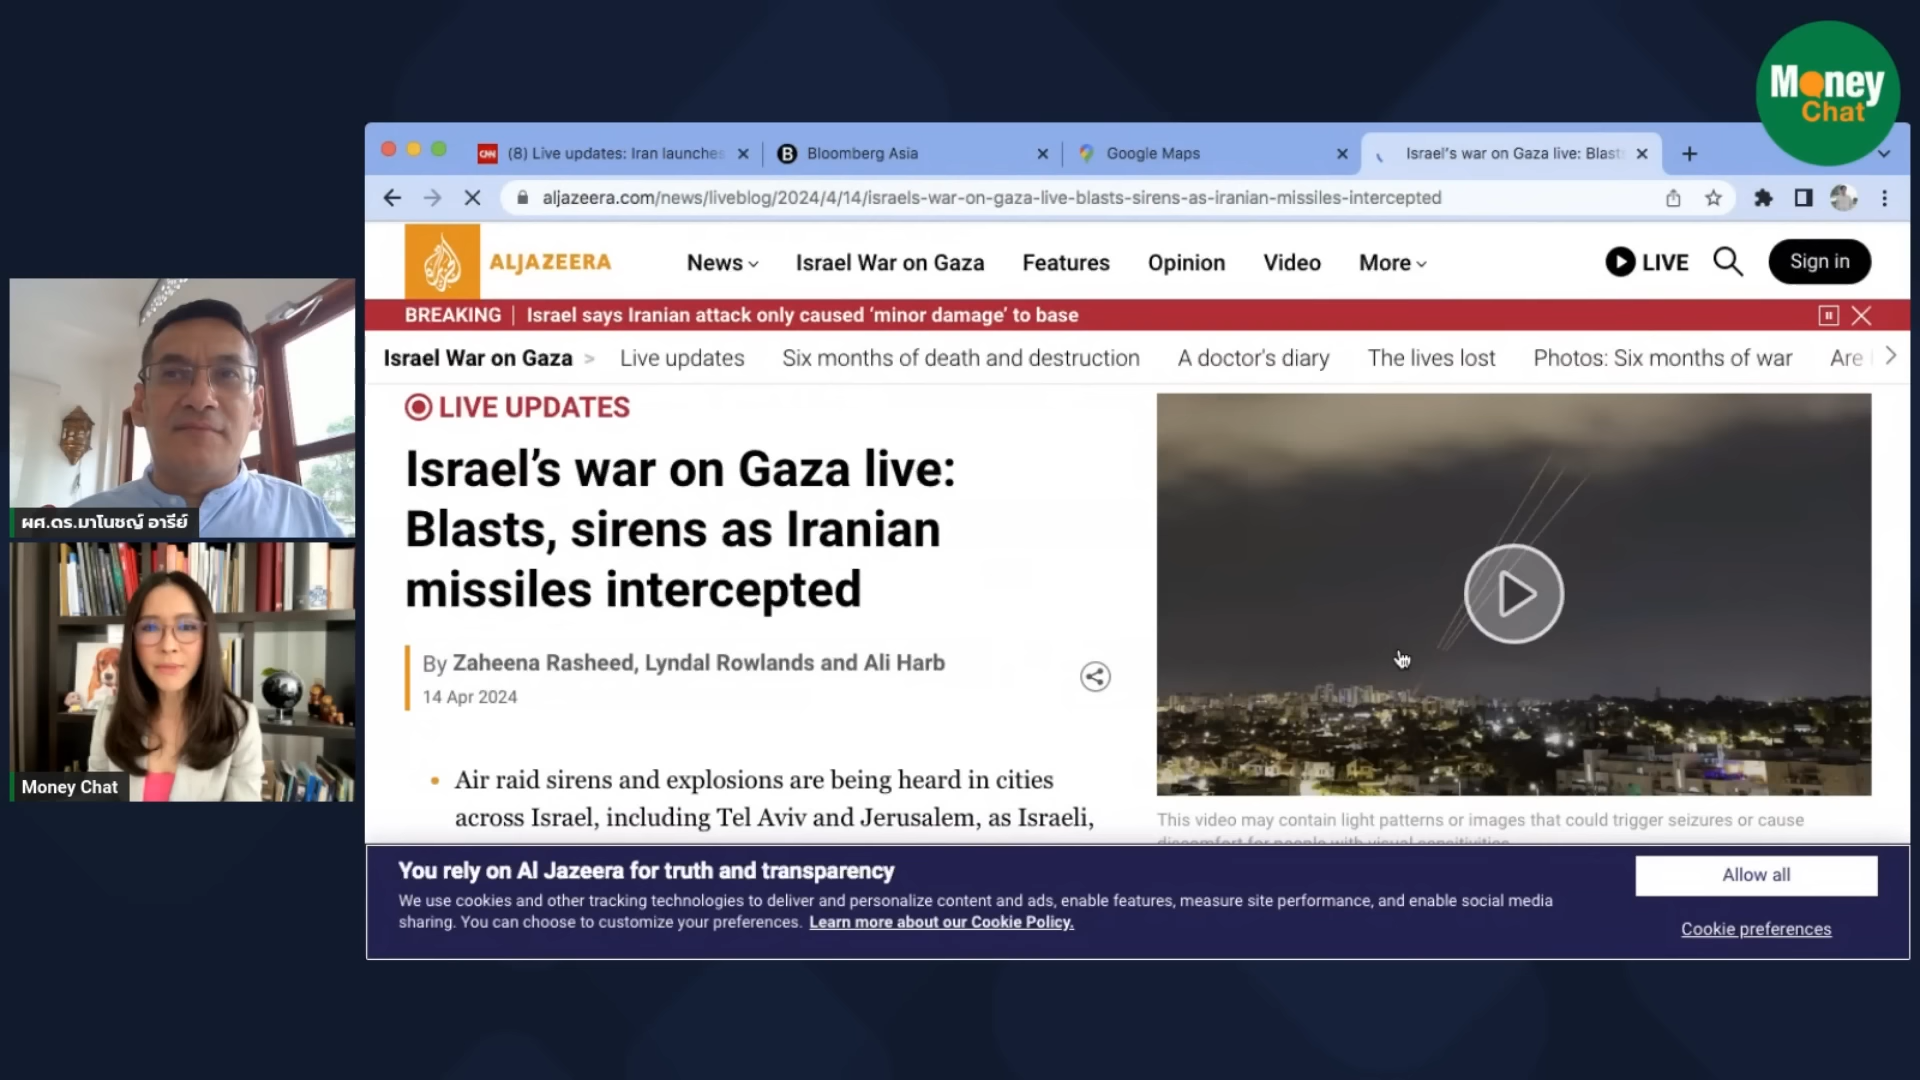 Money
Chat
CNN
(8) Live updates: Iran launches
B
Bloomberg Asia
Google Maps
Israel's war on Gaza live: Blast
aljazeera.com/news/liveblog/2024/4/14/israels-war-on-gaza-live-blasts-sirens-as-iranian-missiles-intercepted
ALJAZEERA
News
Israel War on Gaza
Features
Opinion
Video
More
LIVE
Sign in
BREAKING | Israel says Iranian attack only caused ‘minor damage’ to base
Israel War on Gaza >
Live updates
Six months of death and destruction
A doctor's diary
The lives lost
Photos: Six months of war
Are
LIVE UPDATES
Israel’s war on Gaza live:
Blasts, sirens as Iranian
missiles intercepted
By Zaheena Rasheed, Lyndal Rowlands and Ali Harb
14 Apr 2024
• Air raid sirens and explosions are being heard in cities
across Israel, including Tel Aviv and Jerusalem, as Israeli,
This video may contain light patterns or images that could trigger seizures or cause
discomfort for people with visual sensitivities
ผศ.ดร.มาโนชญ์ อารีย์
Money Chat
You rely on Al Jazeera for truth and transparency
We use cookies and other tracking technologies to deliver and personalize content and ads, enable features, measure site performance, and enable social media
sharing. You can choose to customize your preferences. Learn more about our Cookie Policy.
Allow all
Cookie preferences